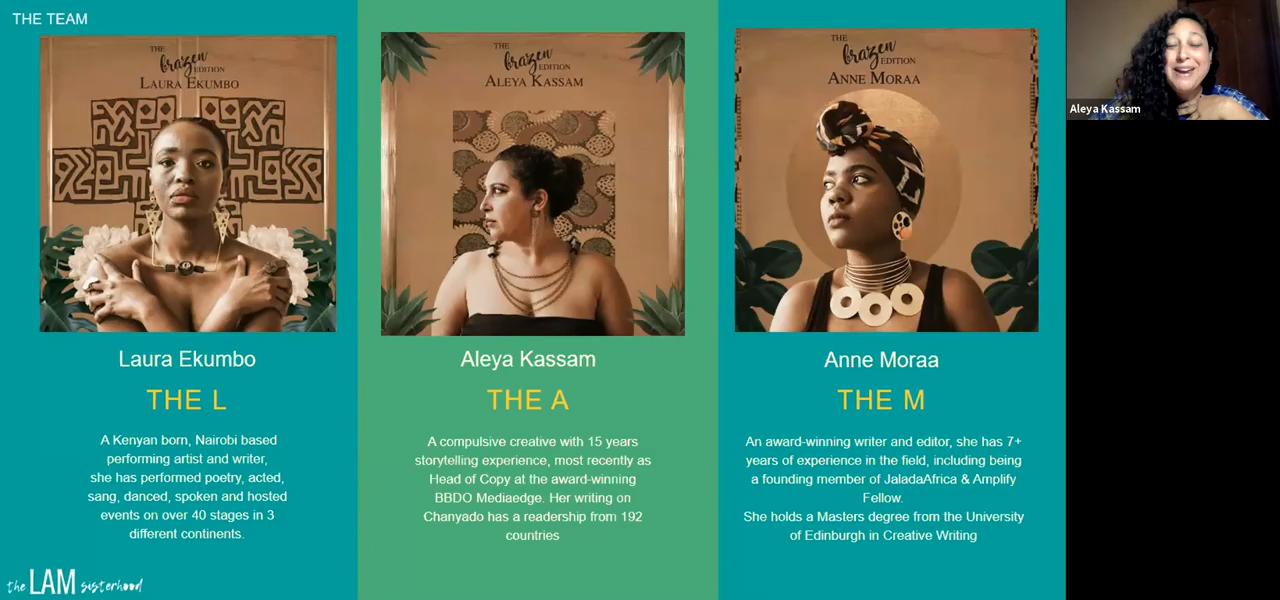 THE TEAM
THE
brazen
EDITION
LAURA EKUMBO
Laura Ekumbo
THE L
A Kenyan born, Nairobi based
performing artist and writer,
she has performed poetry, acted,
sang, danced, spoken and hosted
events on over 40 stages in 3
different continents.
THE
brazen
EDITION
ALEYA KASSAM
Aleya Kassam
THE A
A compulsive creative with 15 years
storytelling experience, most recently as
Head of Copy at the award-winning
BBDO Mediaedge. Her writing on
Chanyado has a readership from 192
countries
THE
brazen
EDITION
ANNE MORAA
Anne Moraa
THE M
An award-winning writer and editor, she has 7+
years of experience in the field, including being
a founding member of JaladaAfrica & Amplify
Fellow.
She holds a Masters degree from the University
of Edinburgh in Creative Writing
the LAM sisterhood
Aleya Kassam